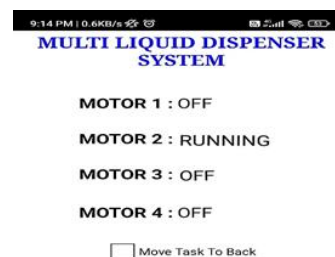 9:14 PM | 0.6KB/s
MULTI LIQUID DISPENSER
SYSTEM
MOTOR 1 : OFF
MOTOR 2 : RUNNING
MOTOR 3 : OFF
MOTOR 4 : OFF
Move Task To Back